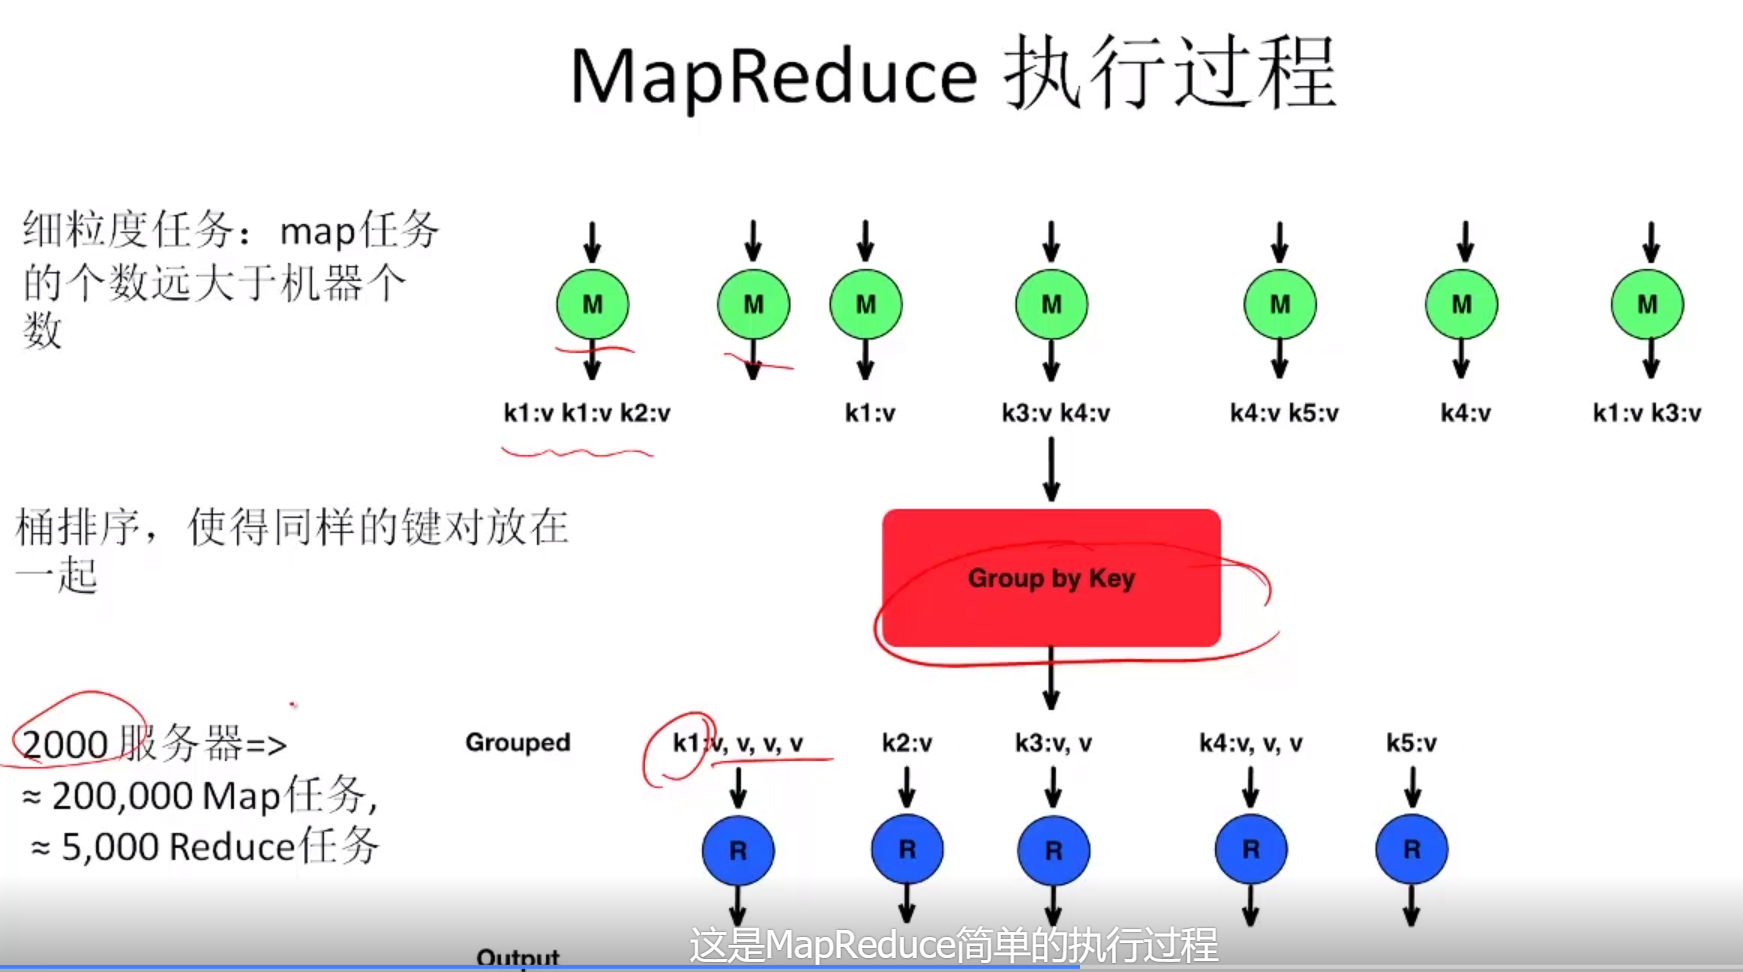 MapReduce 执行过程
细粒度任务：map任务
的个数远大于机器个
数
M M M M M M M
k1:v k1:v k2:v k1:v k3:v k4:v k4:v k5:v k4:v k1:v k3:v
桶排序，使得同样的键对放在
一起
Group by Key
2000 服务器=>
≈ 200,000 Map任务,
≈ 5,000 Reduce任务
Grouped k1:v, v, v, v k2:v k3:v, v k4:v, v, v k5:v
R R R R R
Output
这是MapReduce简单的执行过程